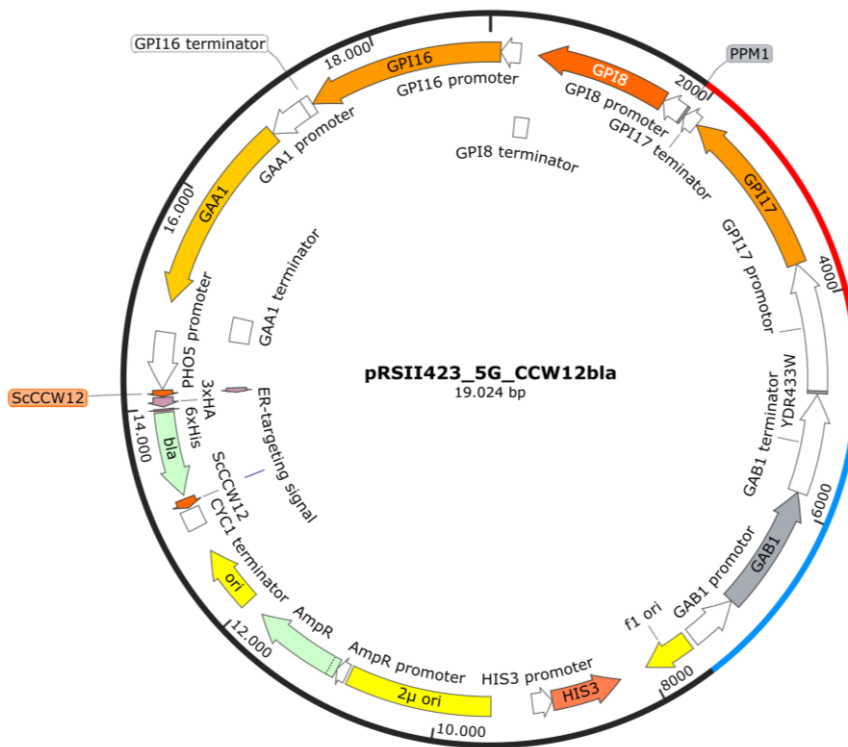 GPI16 terminator
18.000
GPI16
GPI16 promoter
GPI8
GPI8 promoter
2000
PPM1
GPI17 teminator
GPI8 terminator
GPI17
GAA1 promoter
GAA1
16.000
GPI17 promotor
4000
GAA1 terminator
PHO5 promoter
pRSII423_5G_CCW12bla
19.024 bp
ScCCW12
3xHA
6xHis
14.000
bla
ER-targeting signal
ScCCW12
CYC1 terminator
YDR433W
GAB1 terminator
6000
GAB1
GAB1 promotor
ori
12.000
AmpR
AmpR promoter
2µ ori
10.000
HIS3 promoter
HIS3
f1 ori
8000